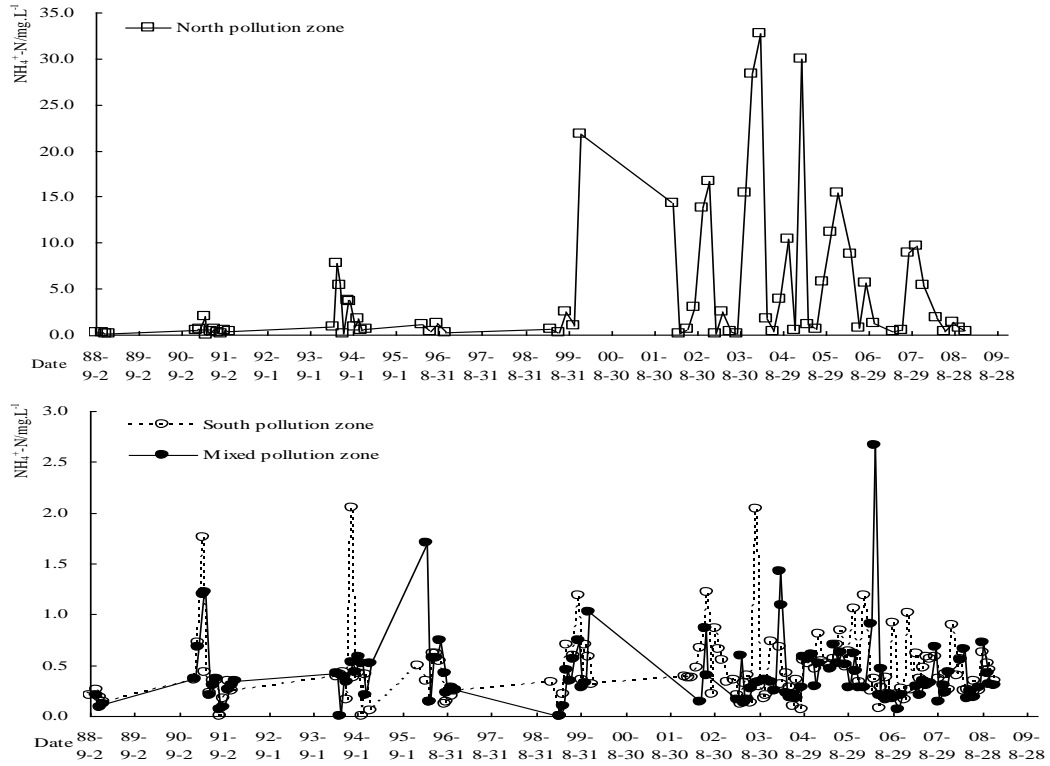 35.0
30.0
25.0
20.0
15.0
10.0
5.0
0.0
NH₄⁺-N/mg.L⁻¹
North pollution zone
Date
88- 89- 90- 91- 92- 93- 94- 95- 96- 97- 98- 99- 00- 01- 02- 03- 04- 05- 06- 07- 08- 09-
9-2 9-2 9-2 9-2 9-1 9-1 9-1 9-1 8-31 8-31 8-31 8-31 8-30 8-30 8-30 8-30 8-29 8-29 8-29 8-29 8-28 8-28
3.0
2.5
2.0
1.5
1.0
0.5
0.0
NH₄⁺-N/mg.L⁻¹
South pollution zone
Mixed pollution zone
Date
88- 89- 90- 91- 92- 93- 94- 95- 96- 97- 98- 99- 00- 01- 02- 03- 04- 05- 06- 07- 08- 09-
9-2 9-2 9-2 9-2 9-1 9-1 9-1 9-1 8-31 8-31 8-31 8-31 8-30 8-30 8-30 8-30 8-29 8-29 8-29 8-29 8-28 8-28